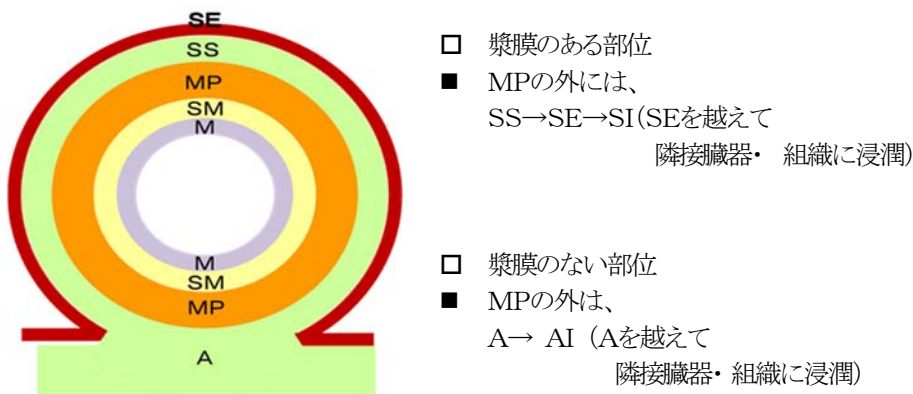 SE
SS
MP
SM
M
M
SM
MP
A
□ 漿膜のある部位
■ MPの外には、
SS→SE→SI(SEを越えて
隣接臓器・ 組織に浸潤)
□ 漿膜のない部位
■ MPの外は、
A→ AI (Aを越えて
隣接臓器・組織に浸潤)